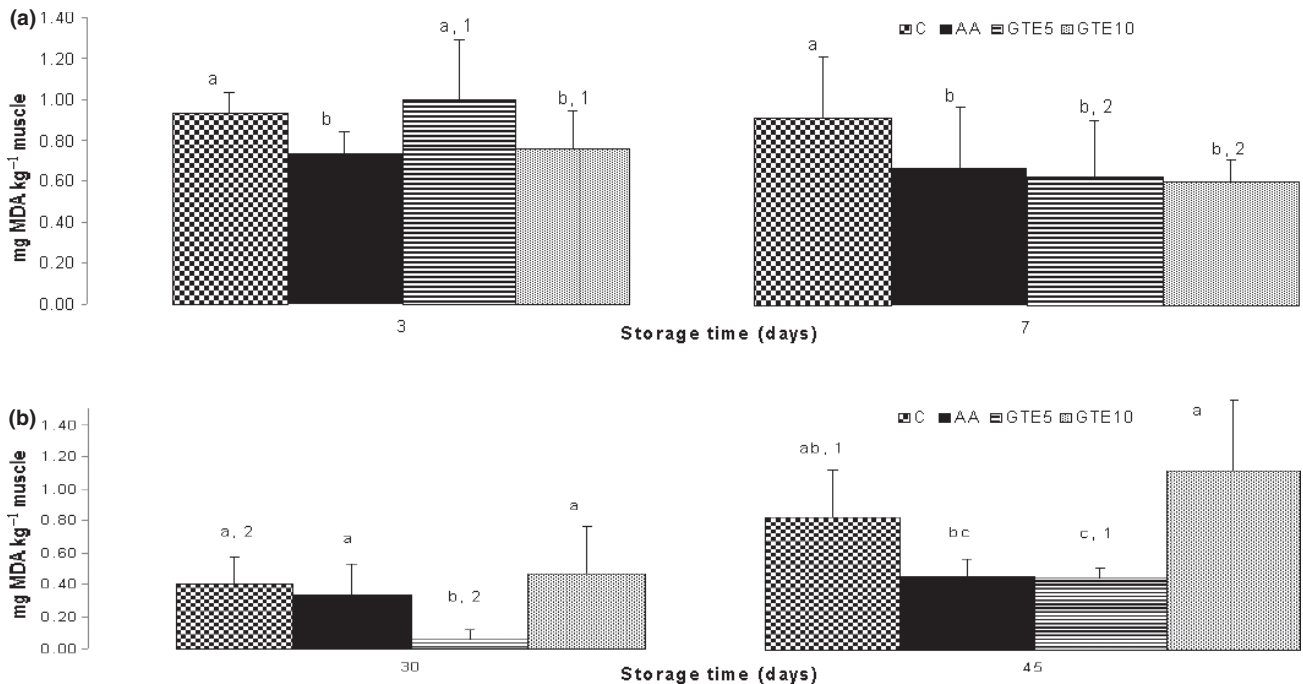 (a)
mg MDA kg⁻¹ muscle
1.40
1.20
1.00
0.80
0.60
0.40
0.20
0.00
C AA GTE5 GTE10
a
b
a, 1
b, 1
a
b
b, 2
b, 2
3
7
Storage time (days)
(b)
mg MDA kg⁻¹ muscle
1.40
1.20
1.00
0.80
0.60
0.40
0.20
0.00
C AA GTE5 GTE10
a, 2
a
b, 2
a
ab, 1
bc
c, 1
a
30
45
Storage time (days)